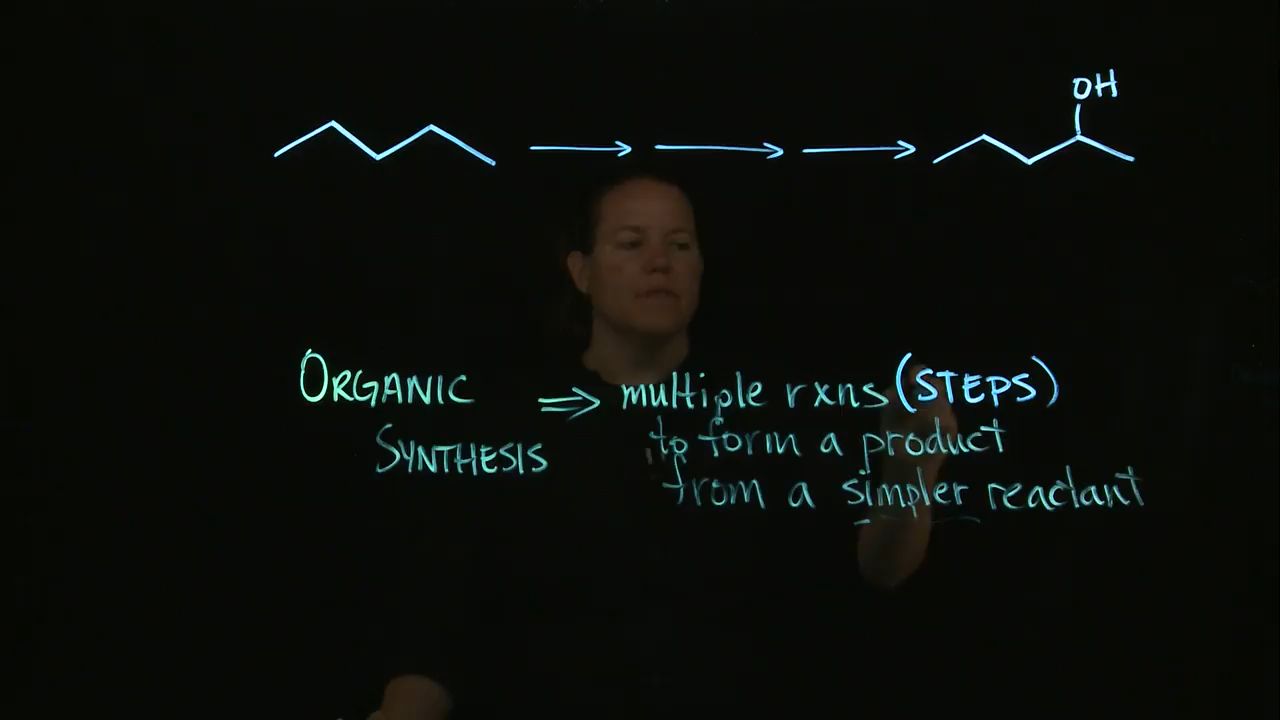 OH
ORGANIC ⇒ multiple rxns (STEPS)
SYNTHESIS to form a product
from a simpler reactant